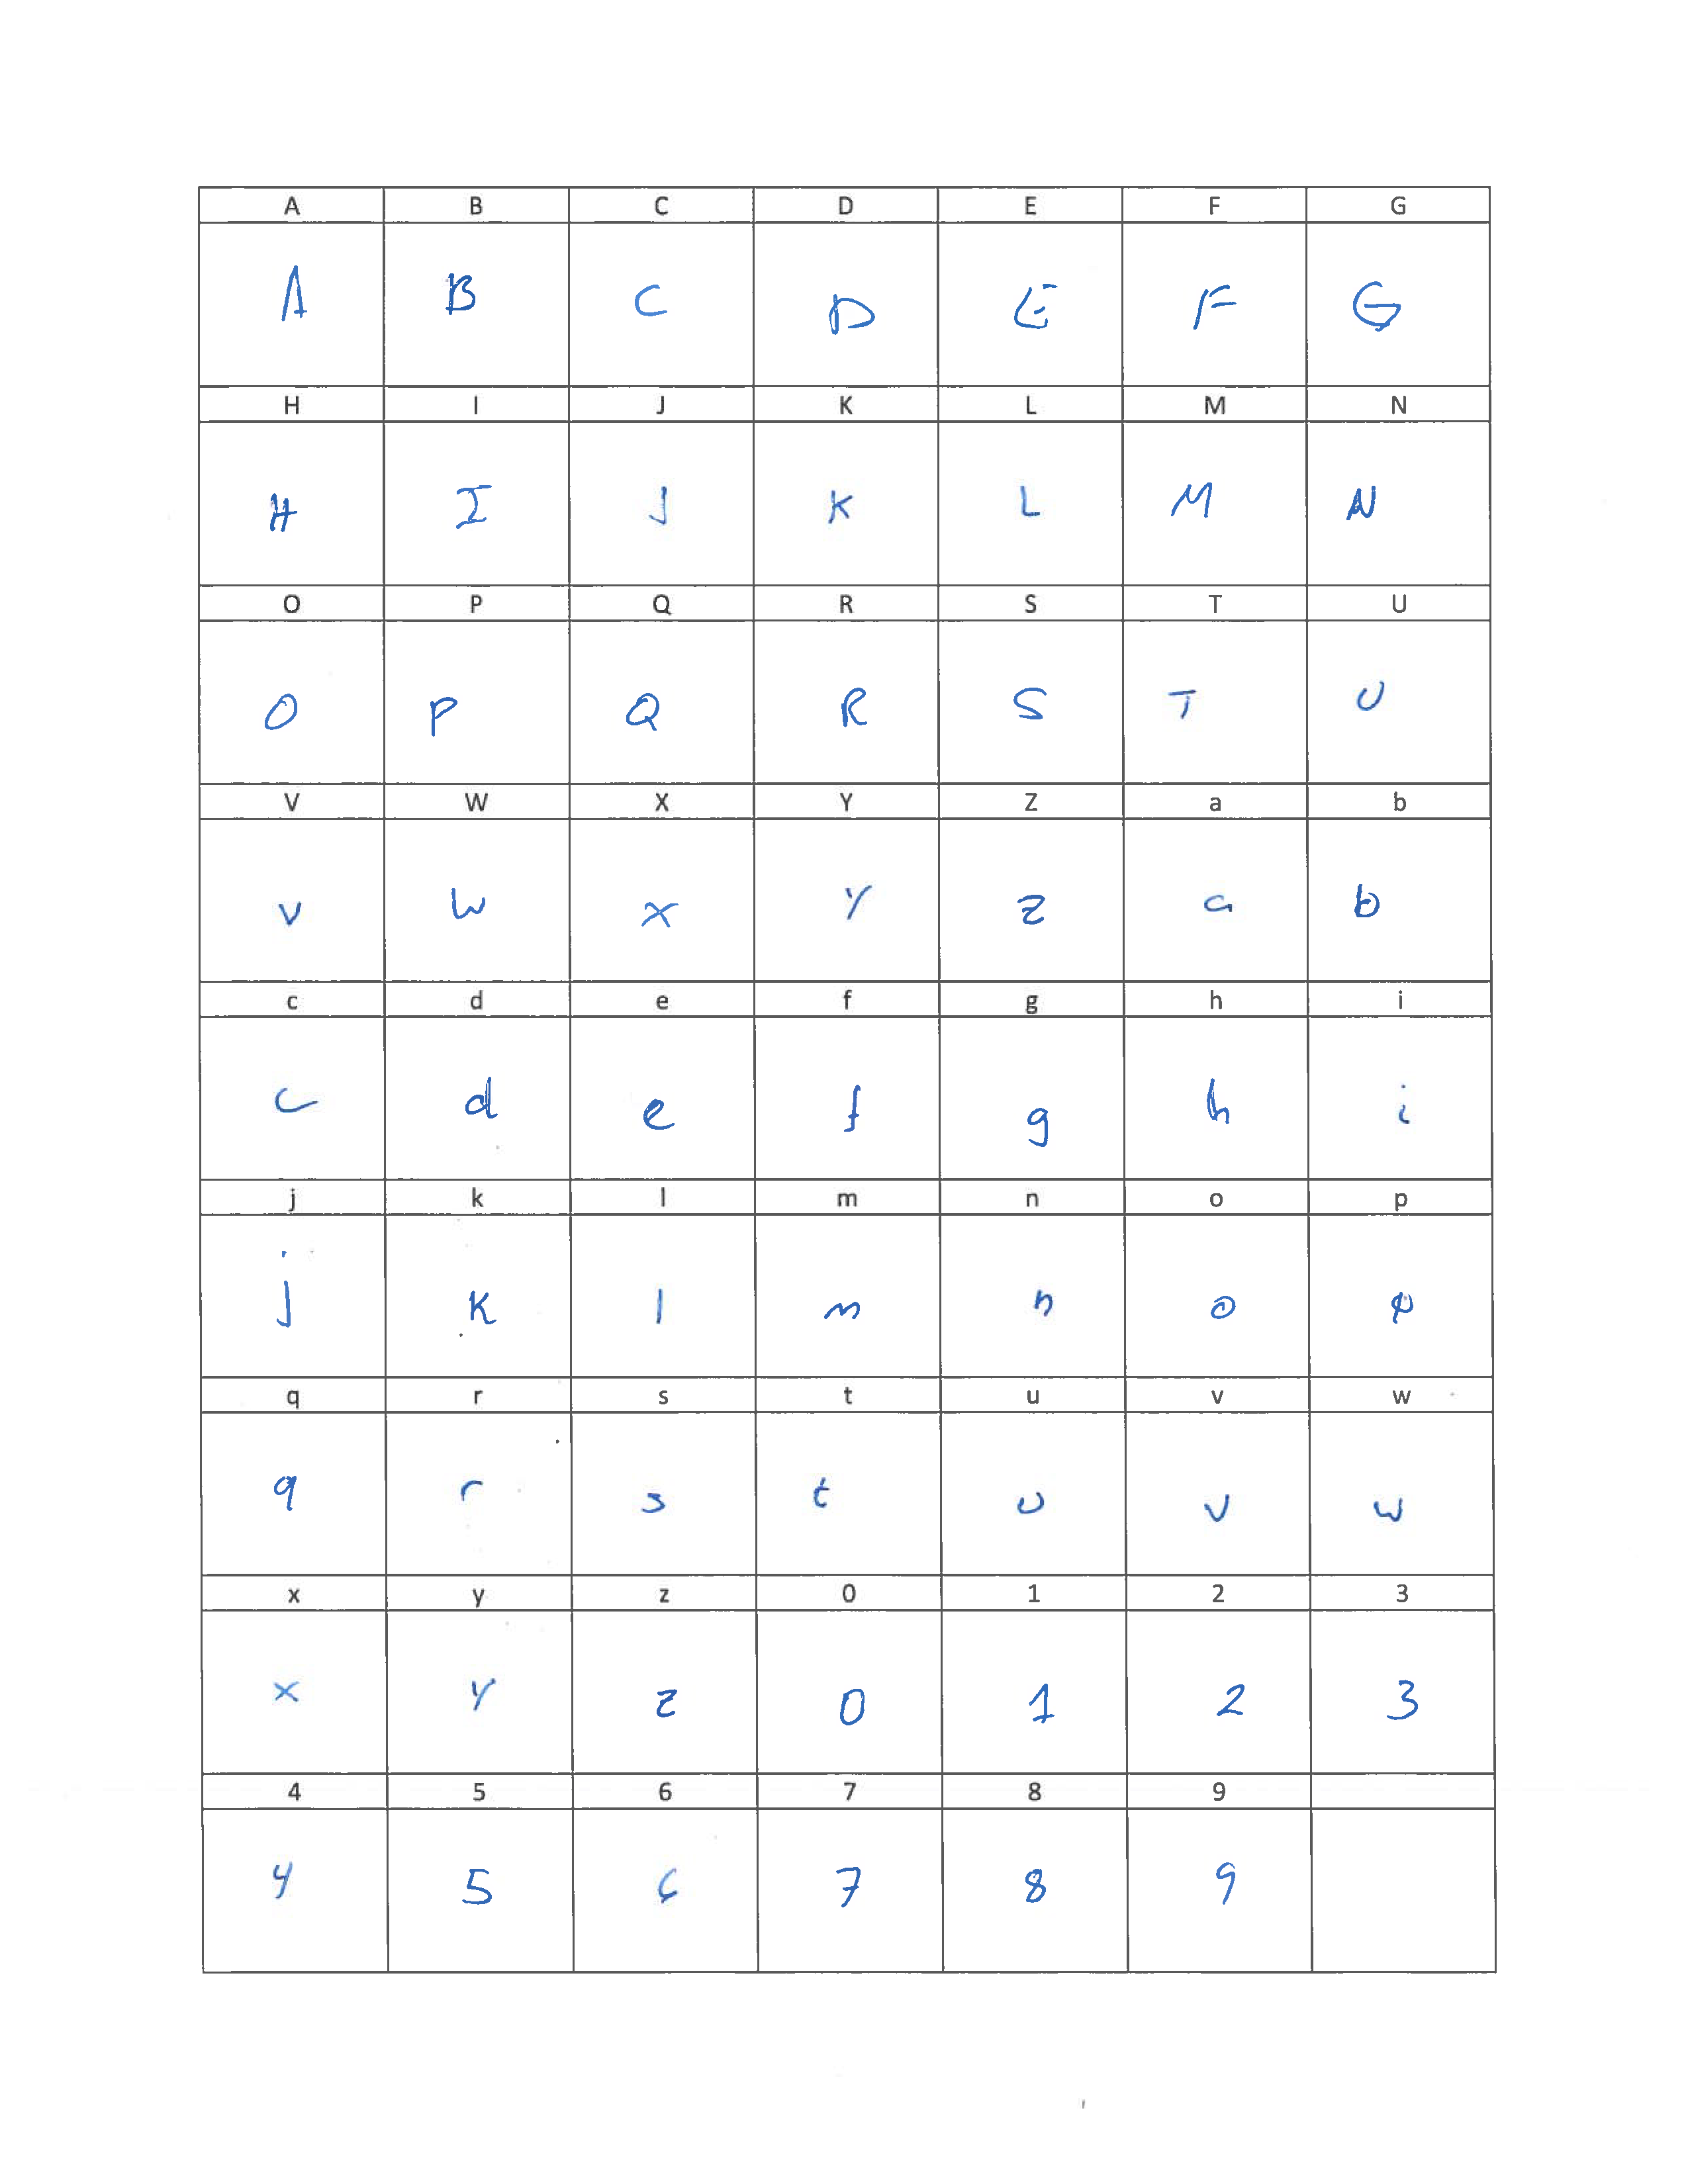 A B C D E F G
A B C D E F G
H I J K L M N
H I J K L M N
O P Q R S T U
O P Q R S T U
V W X Y Z a b
V W X Y Z a b
c d e f g h i
c d e f g h i
j k l m n o p
j k l m n o p
q r s t u v w
q r s t u v w
x y z 0 1 2 3
x y z 0 1 2 3
4 5 6 7 8 9
4 5 6 7 8 9